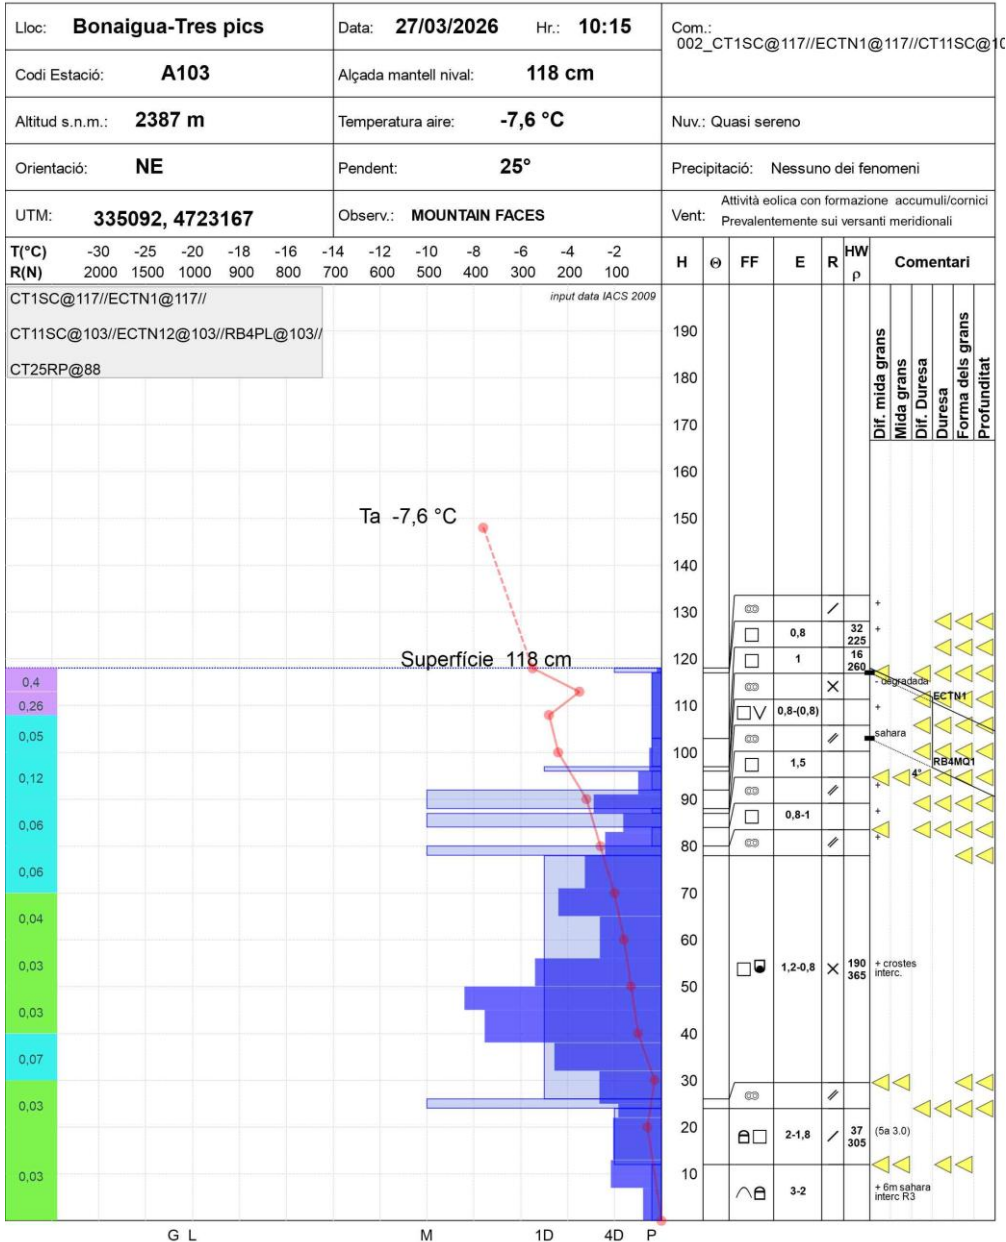 Lloc: Bonaigua-Tres pics Data: 27/03/2026 Hr.: 10:15 Com.:
002_CT1SC@117//ECTN1@117//CT11SC@10
Codi Estació: A103 Alçada mantell nival: 118 cm
Altitud s.n.m.: 2387 m Temperatura aire: -7,6 °C Nuv.: Quasi sereno
Orientació: NE Pendent: 25° Precipitació: Nessuno dei fenomeni
UTM: 335092, 4723167 Observ.: MOUNTAIN FACES Vent: Attività eolica con formazione accumuli/cornici
Prevalentemente sui versanti meridionali
T(°C) -30 -25 -20 -18 -16 -14 -12 -10 -8 -6 -4 -2
R(N) 2000 1500 1000 900 800 700 600 500 400 300 200 100
H Θ FF E R HW ρ Comentari
CT1SC@117//ECTN1@117//
CT11SC@103//ECTN12@103//RB4PL@103//
CT25RP@88
input data IACS 2009
Dif. mida grans
Mida grans
Dif. Duresa
Duresa
Forma dels grans
Profunditat
190
180
170
160
150
140
130
120
110
100
90
80
70
60
50
40
30
20
10
Ta -7,6 °C
Superfície 118 cm
0,4
0,26
0,05
0,12
0,06
0,06
0,04
0,03
0,03
0,07
0,03
0,03
+
0,8 32 225 +
1 16 260
- degradada
ECTN1
0,8-(0,8) +
sahara
1,5
RB4MQ1
4°
+
0,8-1 +
+
1,2-0,8 190 365 + crostes
interc.
2-1,8 37 305 (5a 3.0)
3-2 + 6m sahara
interc R3
G L M 1D 4D P